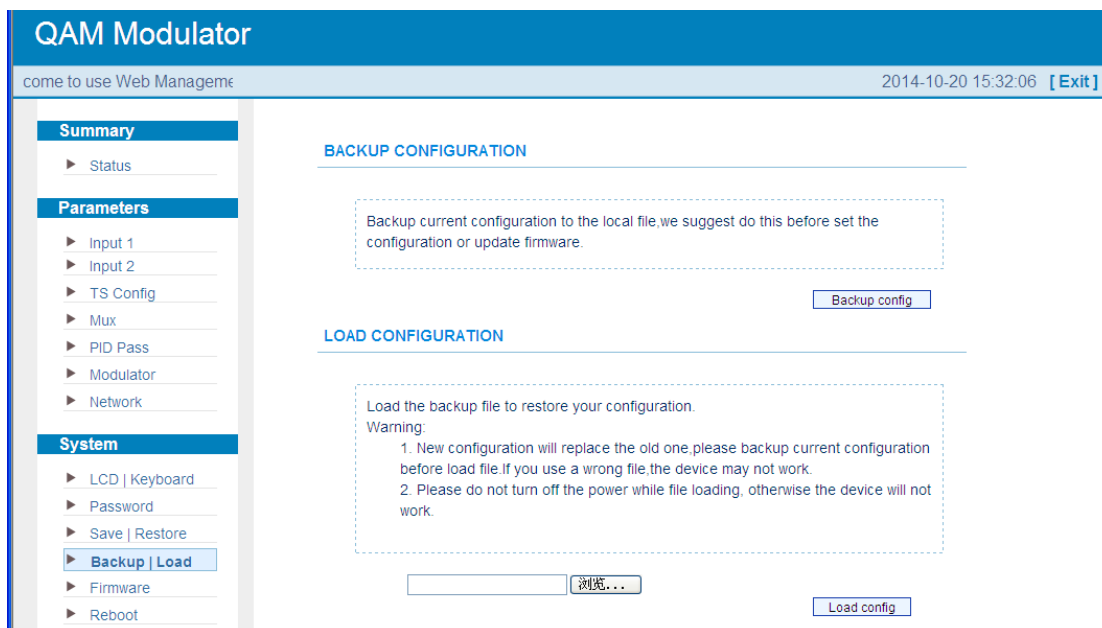 QAM Modulator
come to use Web Manageme
2014-10-20 15:32:06 [ Exit ]
Summary
Status
Parameters
Input 1
Input 2
TS Config
Mux
PID Pass
Modulator
Network
System
LCD | Keyboard
Password
Save | Restore
Backup | Load
Firmware
Reboot
BACKUP CONFIGURATION
Backup current configuration to the local file,we suggest do this before set the
configuration or update firmware.
Backup config
LOAD CONFIGURATION
Load the backup file to restore your configuration.
Warning:
1. New configuration will replace the old one,please backup current configuration
before load file.If you use a wrong file,the device may not work.
2. Please do not turn off the power while file loading, otherwise the device will not
work.
浏览...
Load config